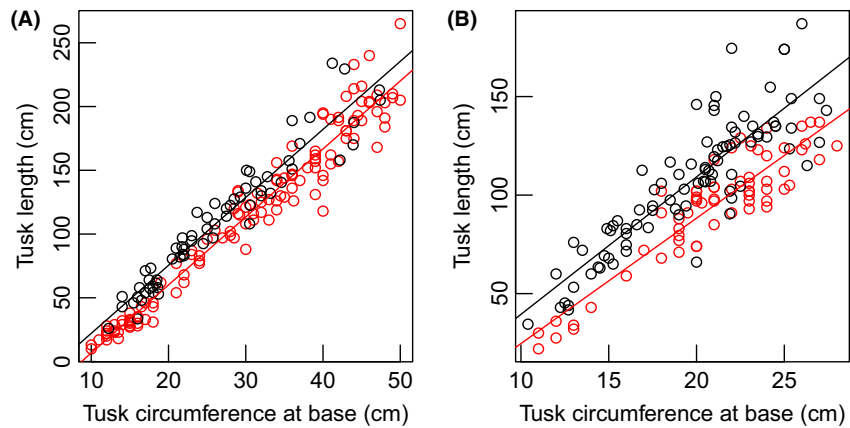 (A)
Tusk length (cm)
0 50 100 150 200 250
10 20 30 40 50
Tusk circumference at base (cm)
(B)
Tusk length (cm)
50 100 150
10 15 20 25
Tusk circumference at base (cm)